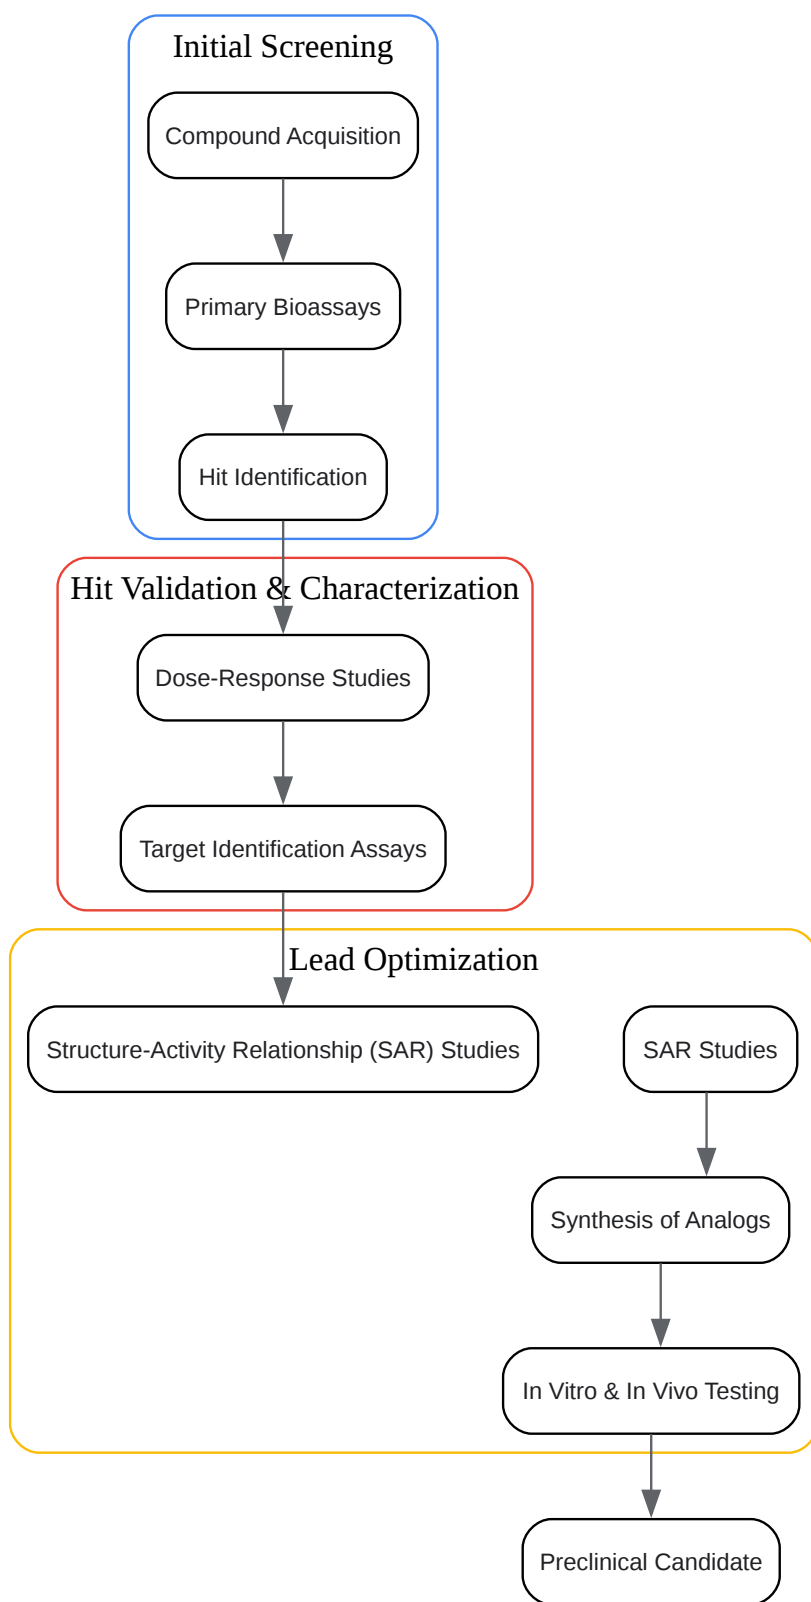 Initial Screening
Compound Acquisition
Primary Bioassays
Hit Identification
Hit Validation & Characterization
Dose-Response Studies
Target Identification Assays
Lead Optimization
Structure-Activity Relationship (SAR) Studies
SAR Studies
Synthesis of Analogs
In Vitro & In Vivo Testing
Preclinical Candidate